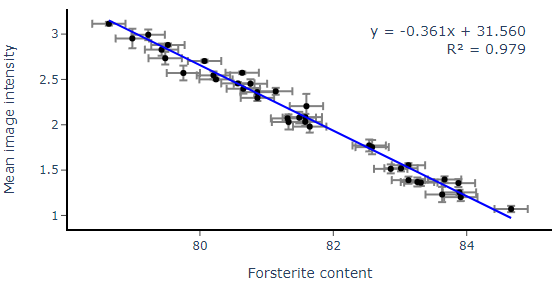 y = -0.361x + 31.560
R² = 0.979
3
2.5
2
1.5
1
Mean image intensity
80 82 84
Forsterite content